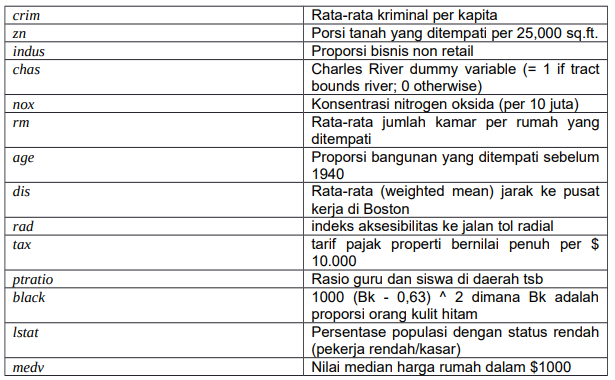 crim Rata-rata kriminal per kapita
zn Porsi tanah yang ditempati per 25,000 sq.ft.
indus Proporsi bisnis non retail
chas Charles River dummy variable (= 1 if tract
bounds river; 0 otherwise)
nox Konsentrasi nitrogen oksida (per 10 juta)
rm Rata-rata jumlah kamar per rumah yang
ditempati
age Proporsi bangunan yang ditempati sebelum
1940
dis Rata-rata (weighted mean) jarak ke pusat
kerja di Boston
rad indeks aksesibilitas ke jalan tol radial
tax tarif pajak properti bernilai penuh per $
10.000
ptratio Rasio guru dan siswa di daerah tsb
black 1000 (Bk - 0,63) ^ 2 dimana Bk adalah
proporsi orang kulit hitam
lstat Persentase populasi dengan status rendah
(pekerja rendah/kasar)
medv Nilai median harga rumah dalam $1000